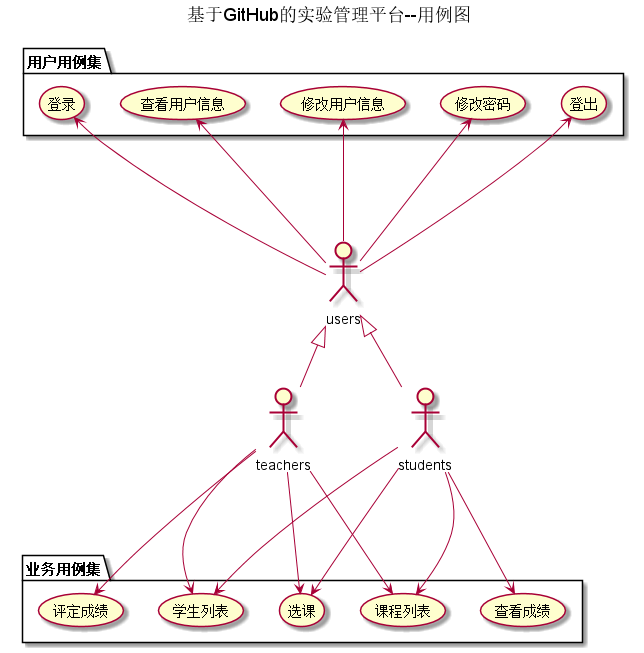 基于GitHub的实验管理平台--用例图
用户用例集
登录
查看用户信息
修改用户信息
修改密码
登出
users
teachers
students
业务用例集
评定成绩
学生列表
选课
课程列表
查看成绩